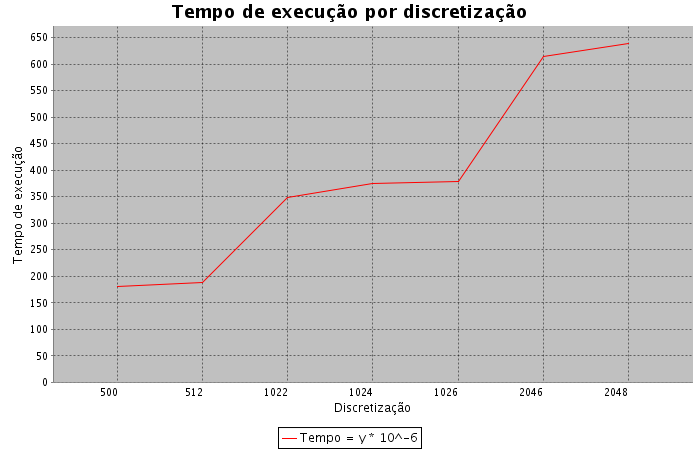 Tempo de execução por discretização
650
600
550
500
450
400
350
300
250
200
150
100
50
0
Tempo de execução
500 512 1022 1024 1026 2046 2048
Discretização
Tempo = y * 10^-6